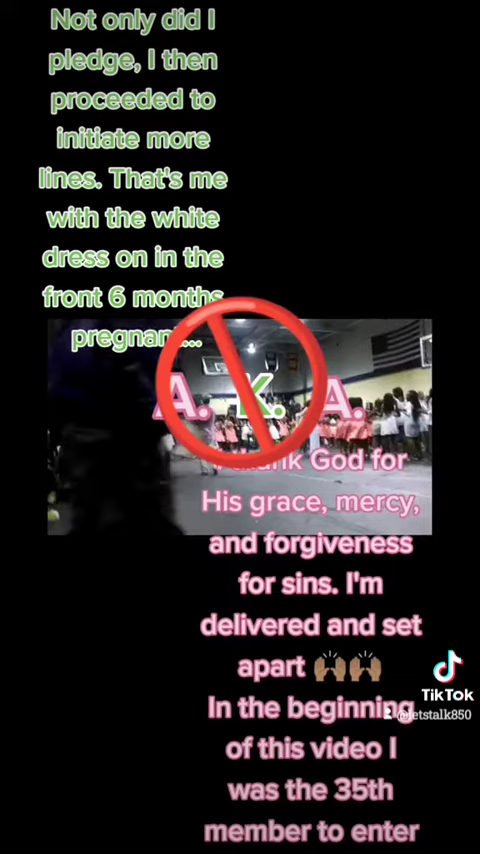 Not only did I
pledge, I then
proceeded to
initiate more
lines. That's me
with the white
dress on in the
front 6 months
pregnant...
A. K. A.
God for
His grace, mercy,
and forgiveness
for sins. I'm
delivered and set
apart 🙌🏽🙌🏽
In the beginning
of this video I
was the 35th
member to enter
TikTok
@letstalk850